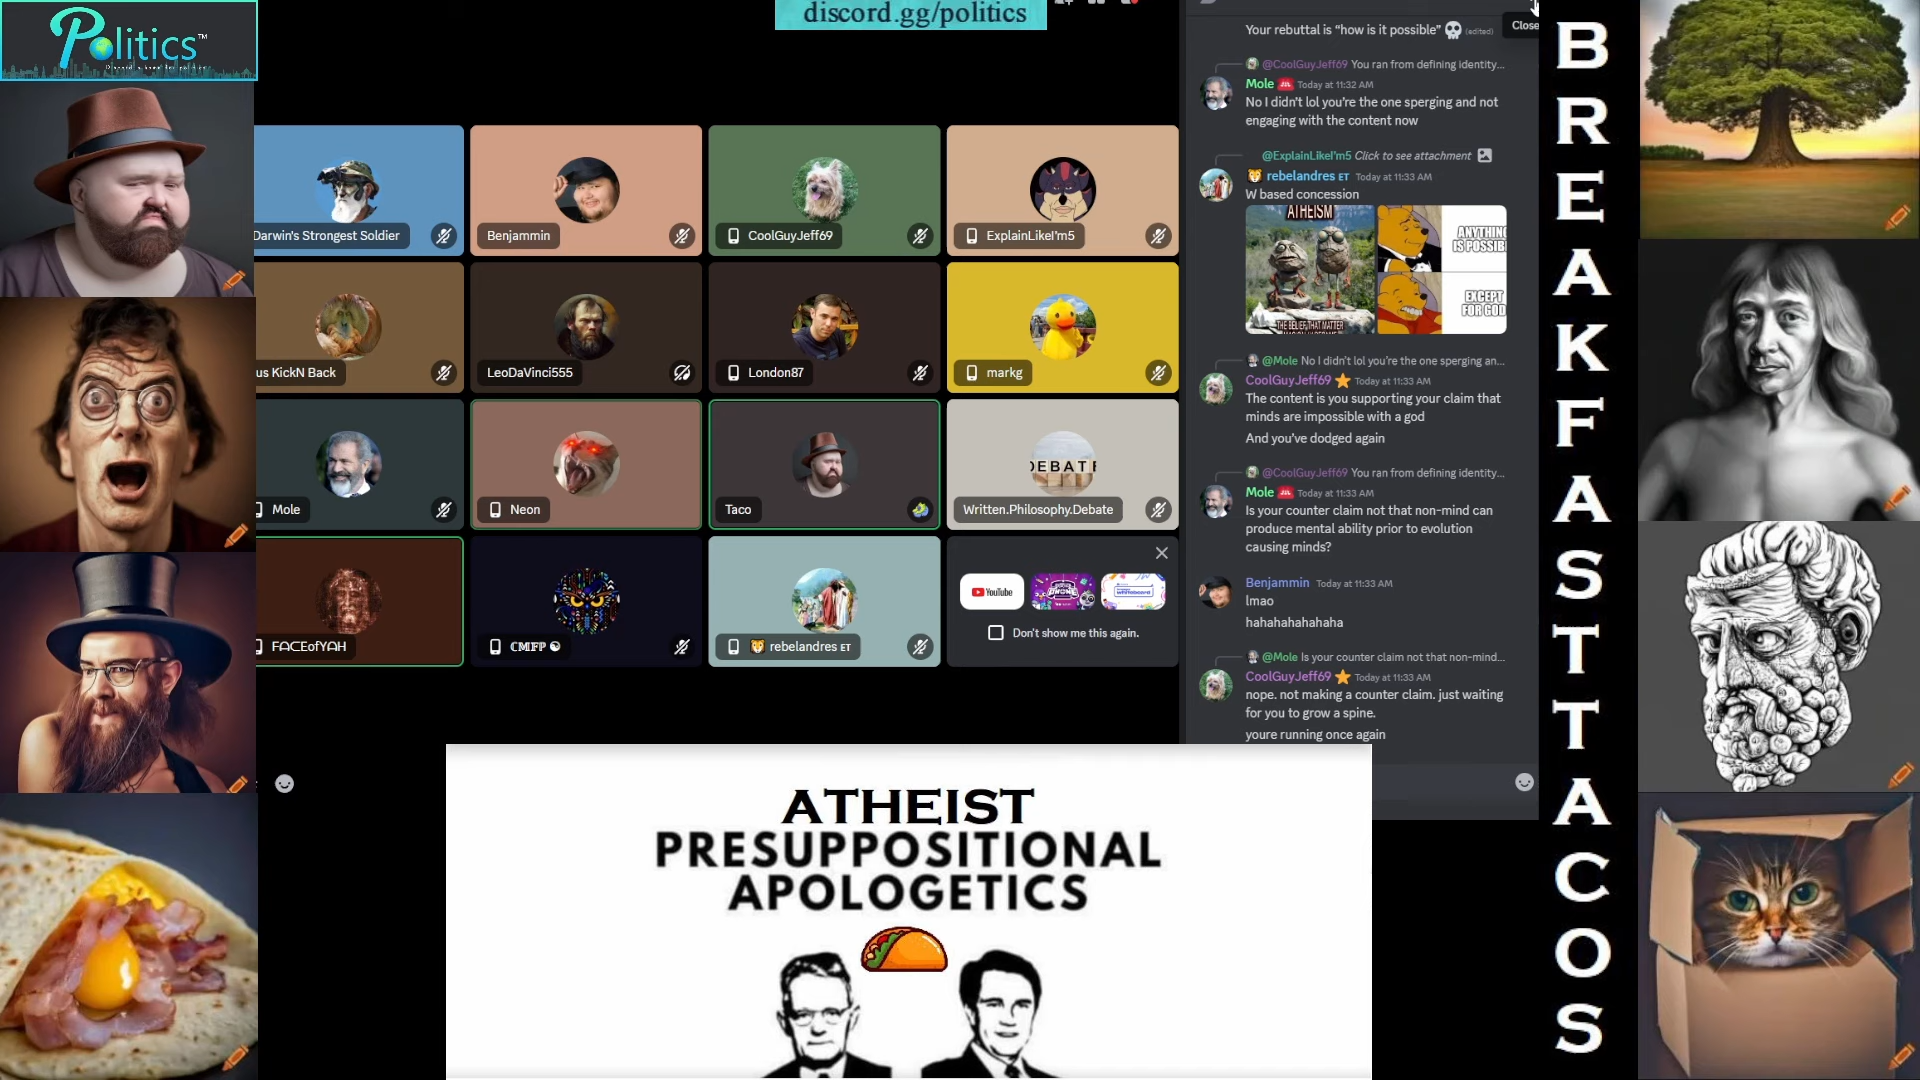 Politics™
discord.gg/politics
Darwin's Strongest Soldier
Benjammin
CoolGuyJeff69
ExplainLikeI'm5
us KickN Back
LeoDaVinci555
London87
markg
Mole
Neon
Taco
DEBATE
Written.Philosophy.Debate
FACEofYAH
CMFP
rebelandres ET
YouTube
Don't show me this again.
Close
Your rebuttal is “how is it possible” 💀 (edited)
@CoolGuyJeff69 You ran from defining identity...
Mole Today at 11:32 AM
No I didn't lol you're the one sperging and not
engaging with the content now
@ExplainLikeI'm5 Click to see attachment
rebelandres ET Today at 11:33 AM
W based concession
ATHEISM
THE BELIEF THAT MATTER
ANYTHING
IS POSSIB
EXCEPT
FOR GOD
@Mole No I didn't lol you're the one sperging an...
CoolGuyJeff69 Today at 11:33 AM
The content is you supporting your claim that
minds are impossible with a god
And you've dodged again
@CoolGuyJeff69 You ran from defining identity...
Mole Today at 11:33 AM
Is your counter claim not that non-mind can
produce mental ability prior to evolution
causing minds?
Benjammin Today at 11:33 AM
lmao
hahahahahahaha
@Mole Is your counter claim not that non-mind...
CoolGuyJeff69 Today at 11:33 AM
nope. not making a counter claim. just waiting
for you to grow a spine.
youre running once again
ATHEIST
PRESUPPOSITIONAL
APOLOGETICS
BREAKFASTTACOS